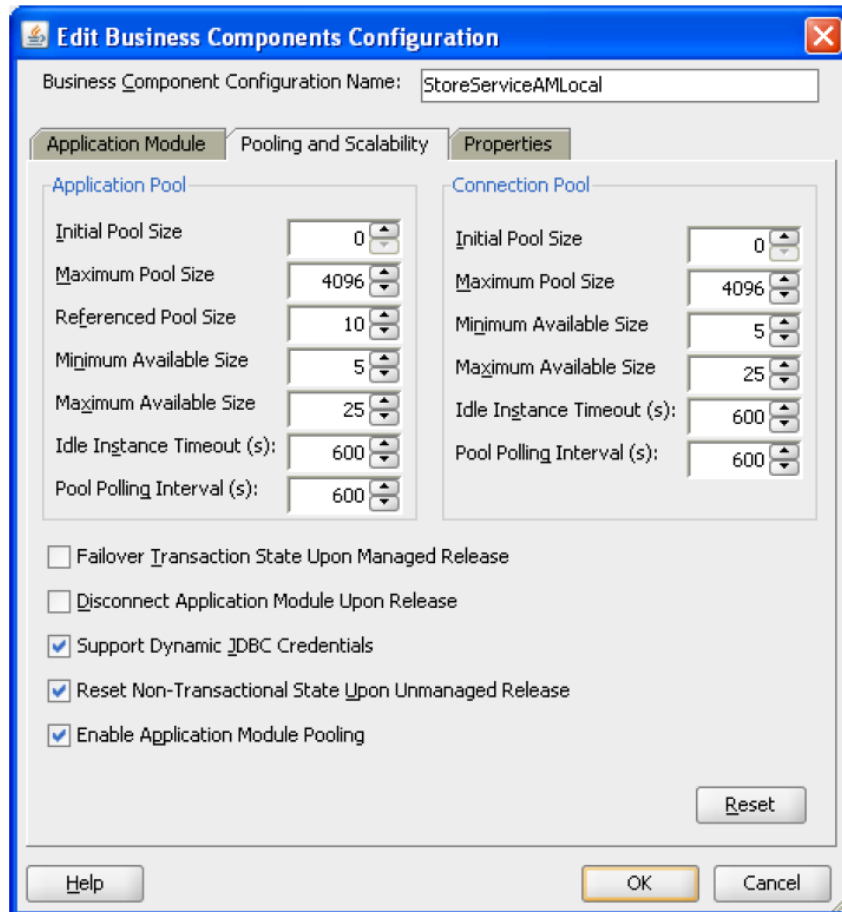 Edit Business Components Configuration
Business Component Configuration Name: StoreServiceAMLocal
Application Module Pooling and Scalability Properties
Application Pool
Initial Pool Size 0
Maximum Pool Size 4096
Referenced Pool Size 10
Minimum Available Size 5
Maximum Available Size 25
Idle Instance Timeout (s): 600
Pool Polling Interval (s): 600
Connection Pool
Initial Pool Size 0
Maximum Pool Size 4096
Minimum Available Size 5
Maximum Available Size 25
Idle Instance Timeout (s): 600
Pool Polling Interval (s): 600
Failover Transaction State Upon Managed Release
Disconnect Application Module Upon Release
Support Dynamic JDBC Credentials
Reset Non-Transactional State Upon Unmanaged Release
Enable Application Module Pooling
Reset
Help OK Cancel